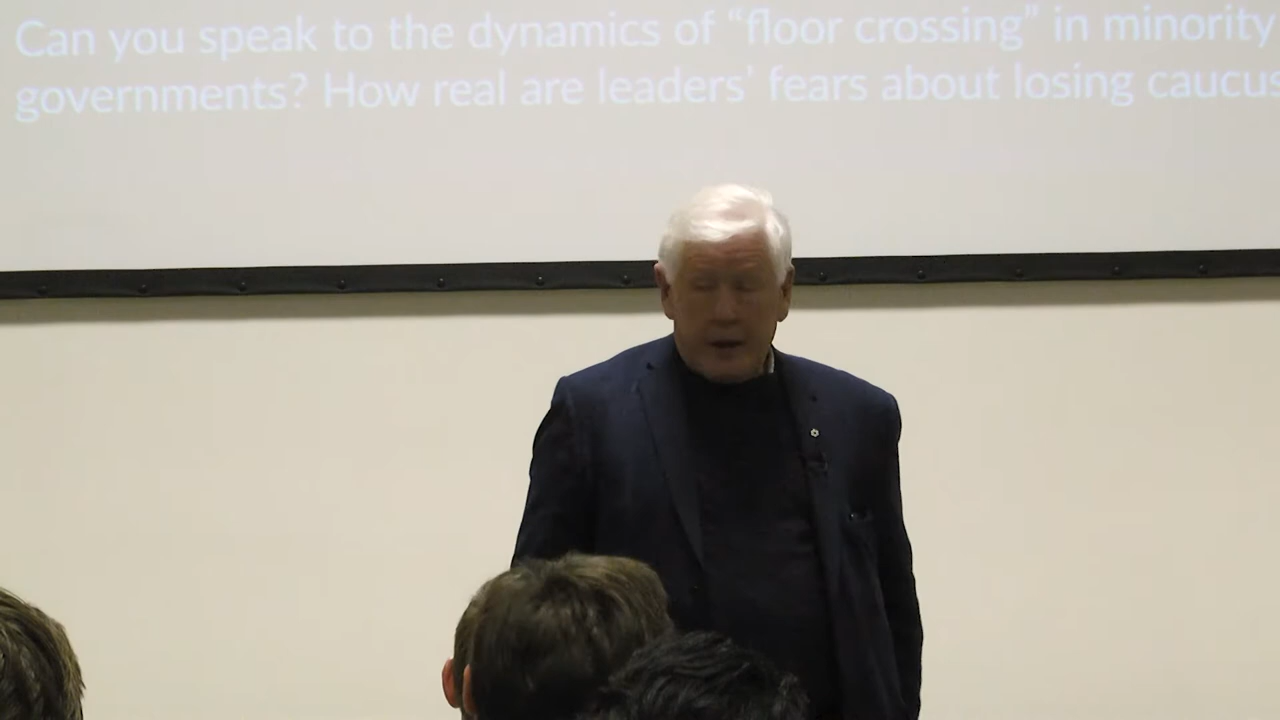 Can you speak to the dynamics of “floor crossing” in minority
governments? How real are leaders’ fears about losing caucus